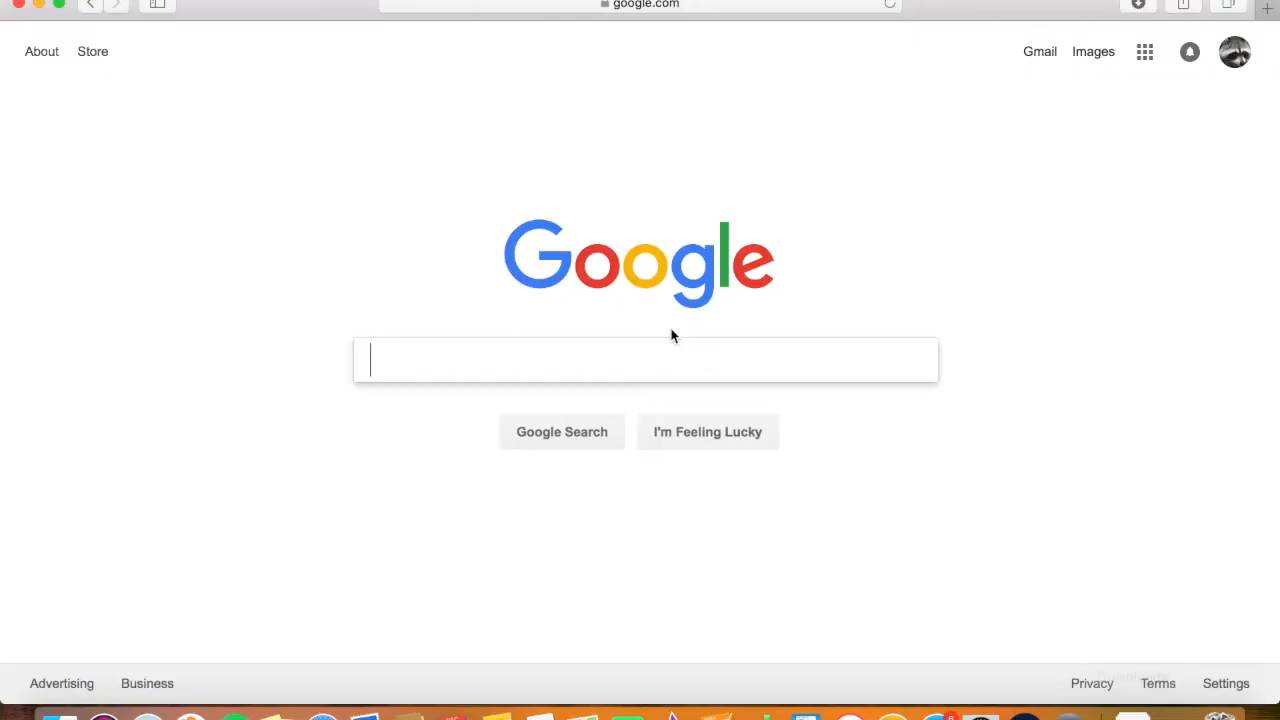 google.com
About Store
Gmail Images
Google
Google Search I'm Feeling Lucky
Advertising Business
Privacy Terms Settings